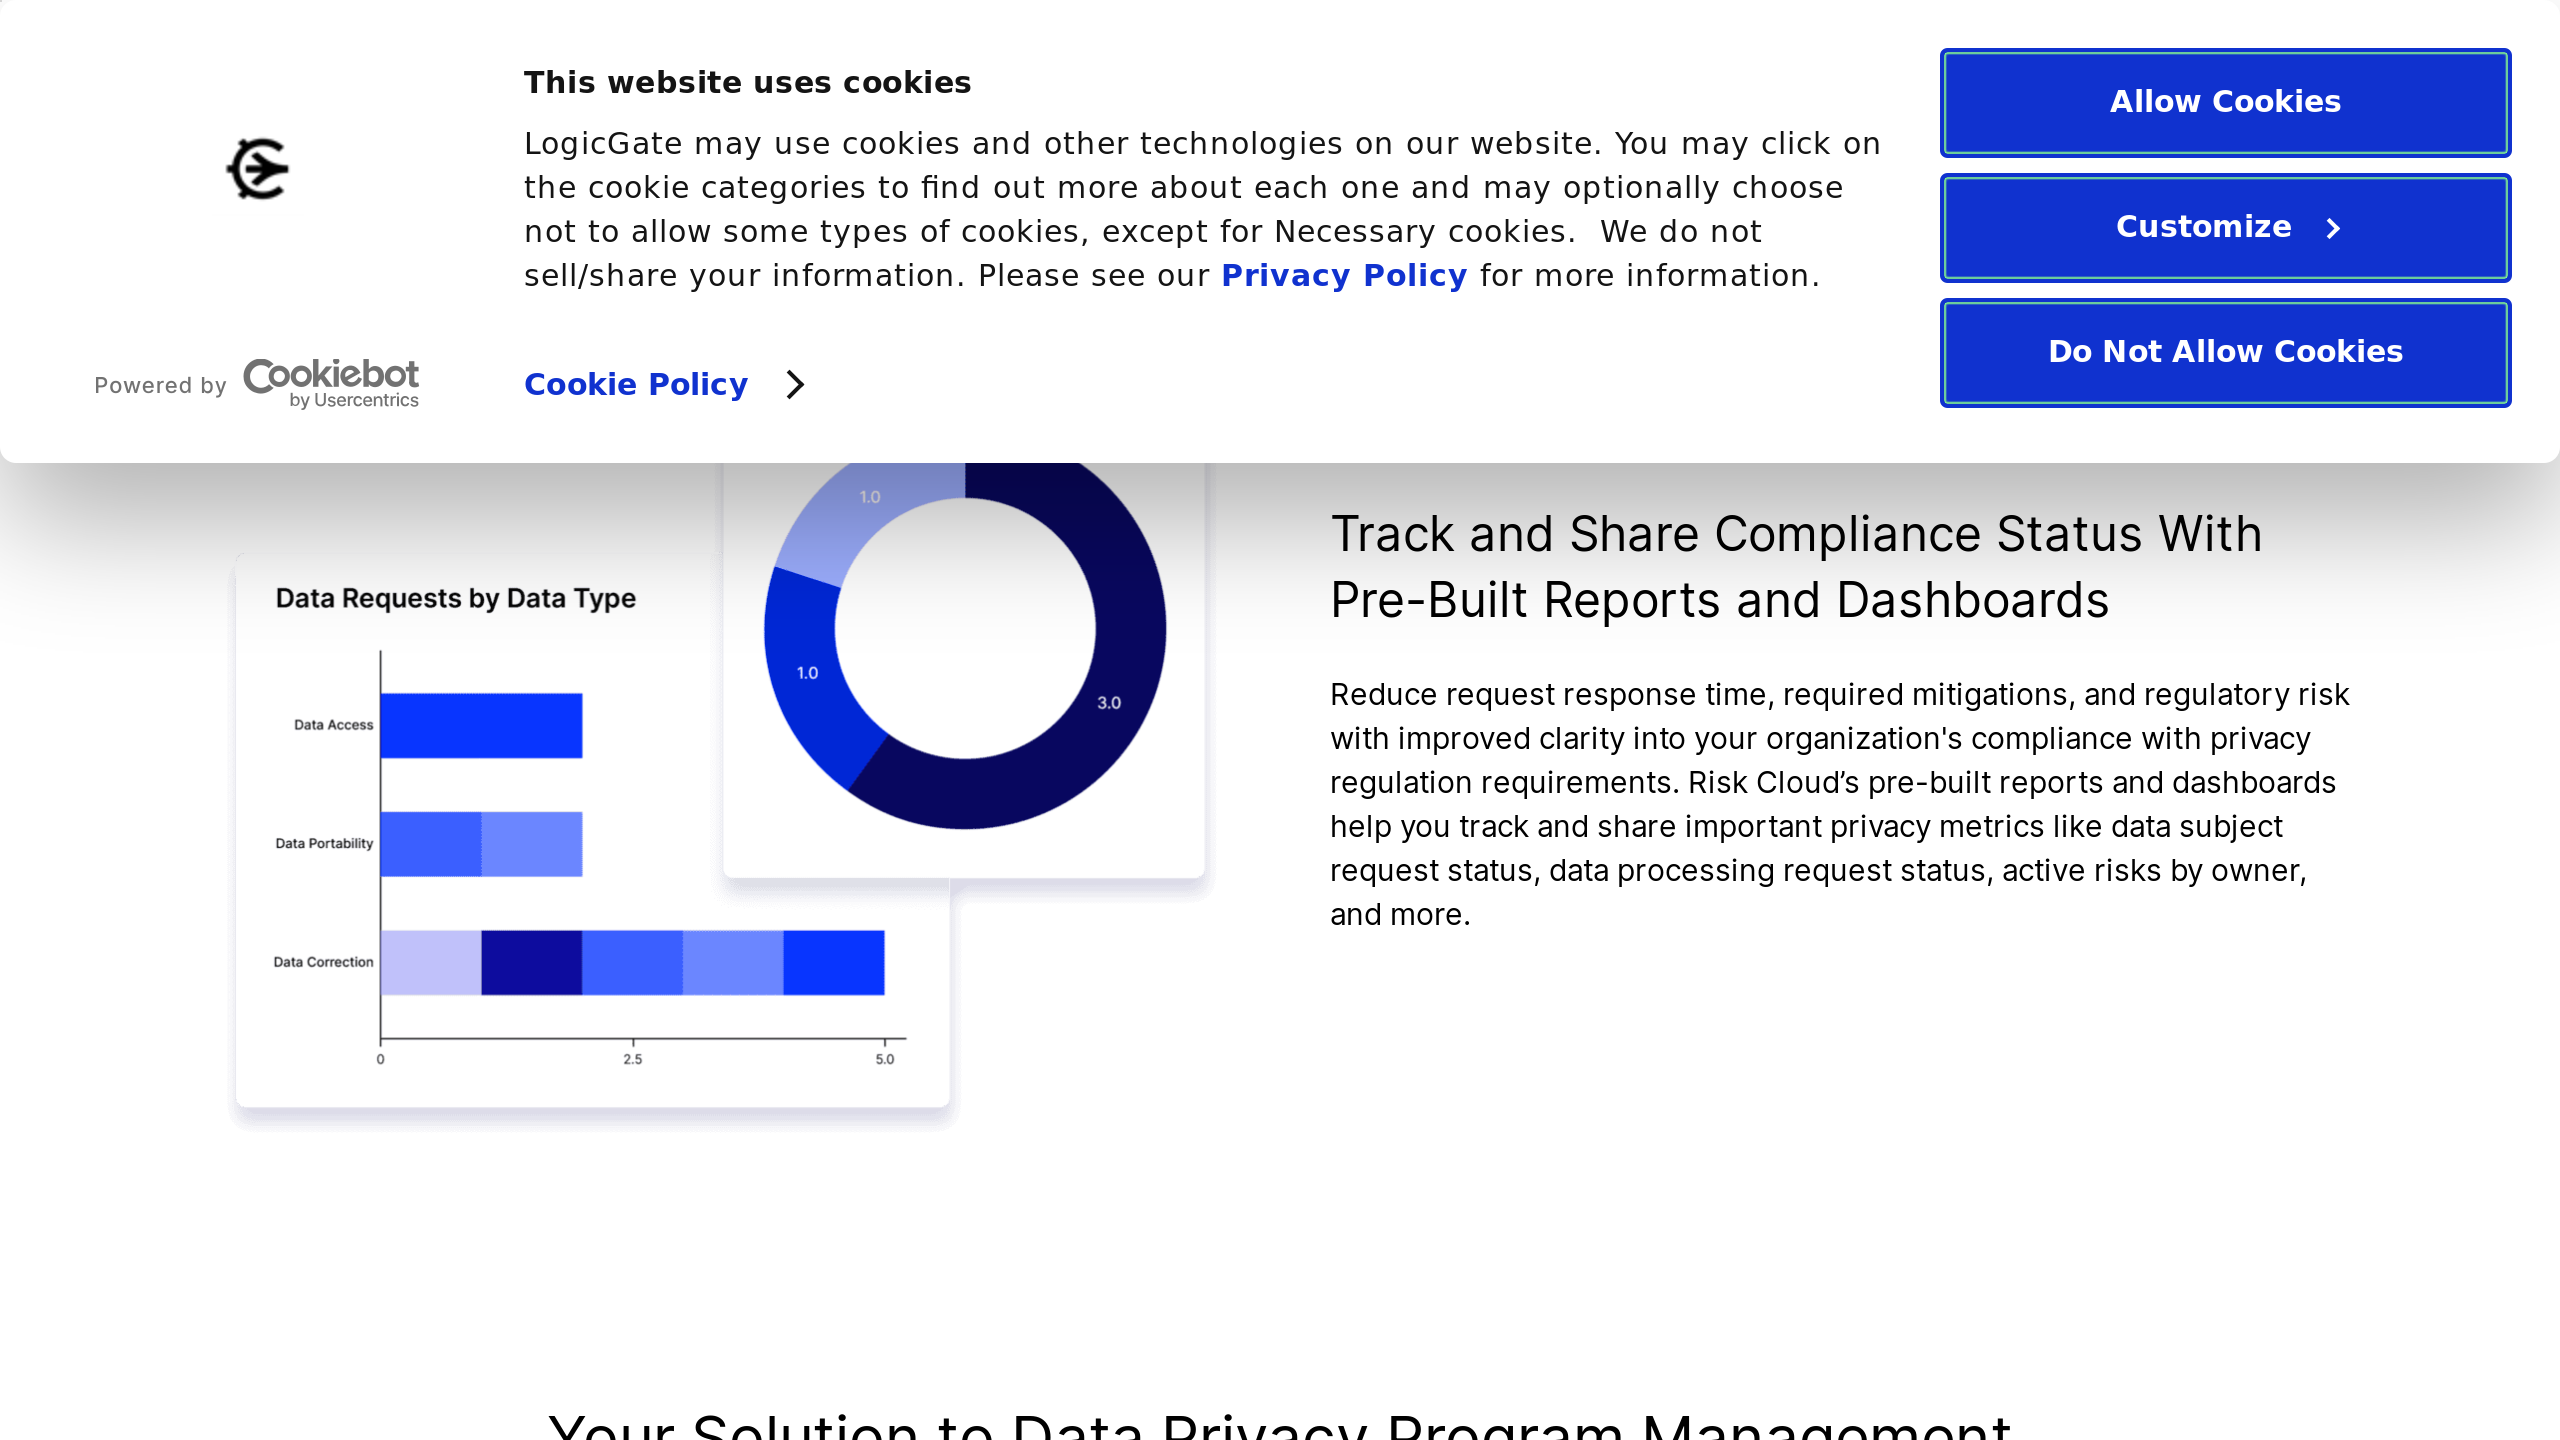 This website uses cookies
LogicGate may use cookies and other technologies on our website. You may click on
the cookie categories to find out more about each one and may optionally choose
not to allow some types of cookies, except for Necessary cookies.  We do not
sell/share your information. Please see our Privacy Policy for more information.
Powered by Cookiebot
by Usercentrics
Cookie Policy
Allow Cookies
Customize
Do Not Allow Cookies
1.0
1.0
3.0
Data Requests by Data Type
Data Access
Data Portability
Data Correction
0 2.5 5.0
Track and Share Compliance Status With
Pre-Built Reports and Dashboards
Reduce request response time, required mitigations, and regulatory risk
with improved clarity into your organization's compliance with privacy
regulation requirements. Risk Cloud’s pre-built reports and dashboards
help you track and share important privacy metrics like data subject
request status, data processing request status, active risks by owner,
and more.
Your Solution to Data Privacy Program Management